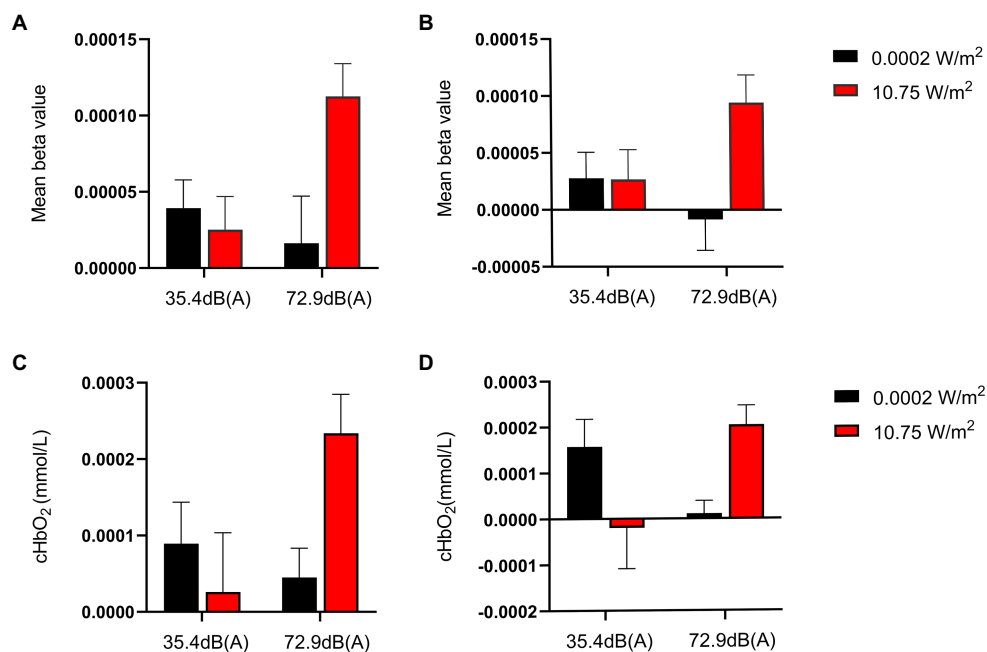 A
Mean beta value
0.00015
0.00010
0.00005
0.00000
35.4dB(A) 72.9dB(A)
B
Mean beta value
0.00015
0.00010
0.00005
0.00000
-0.00005
35.4dB(A) 72.9dB(A)
0.0002 W/m²
10.75 W/m²
C
cHbO₂ (mmol/L)
0.0003
0.0002
0.0001
0.0000
35.4dB(A) 72.9dB(A)
D
cHbO₂(mmol/L)
0.0003
0.0002
0.0001
0.0000
-0.0001
-0.0002
35.4dB(A) 72.9dB(A)
0.0002 W/m²
10.75 W/m²